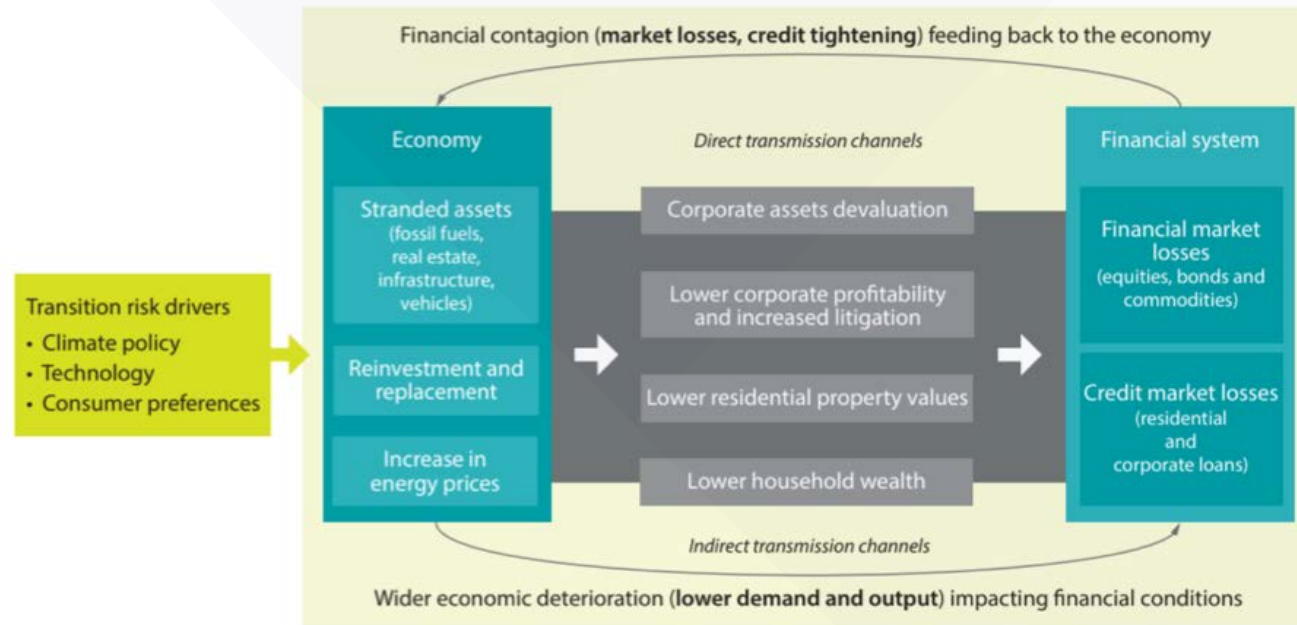 Financial contagion (market losses, credit tightening) feeding back to the economy
Economy
Direct transmission channels
Financial system
Stranded assets
(fossil fuels,
real estate,
infrastructure,
vehicles)
Reinvestment and
replacement
Increase in
energy prices
Corporate assets devaluation
Lower corporate profitability
and increased litigation
Lower residential property values
Lower household wealth
Financial market
losses
(equities, bonds and
commodities)
Credit market losses
(residential
and
corporate loans)
Transition risk drivers
• Climate policy
• Technology
• Consumer preferences
Indirect transmission channels
Wider economic deterioration (lower demand and output) impacting financial conditions